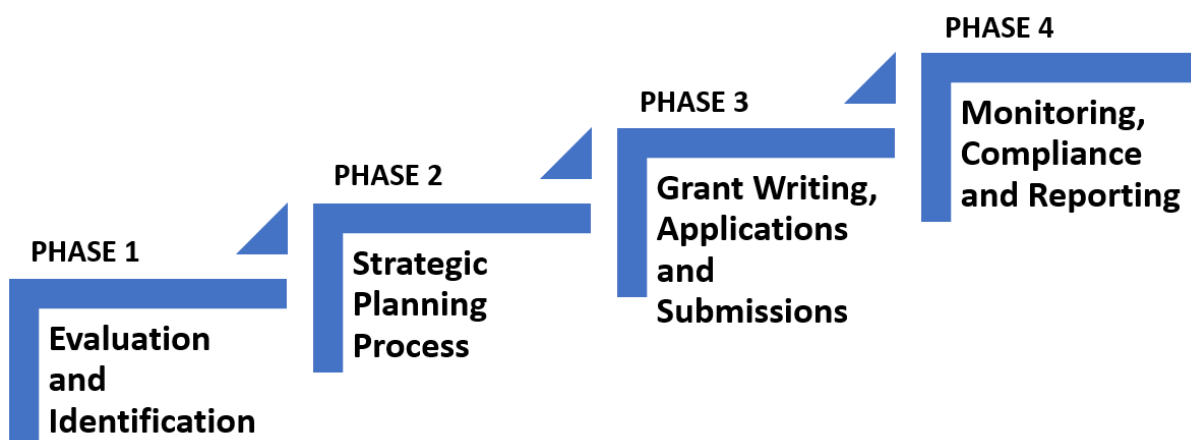 PHASE 1
Evaluation
and
Identification
PHASE 2
Strategic
Planning
Process
PHASE 3
Grant Writing,
Applications
and
Submissions
PHASE 4
Monitoring,
Compliance
and Reporting